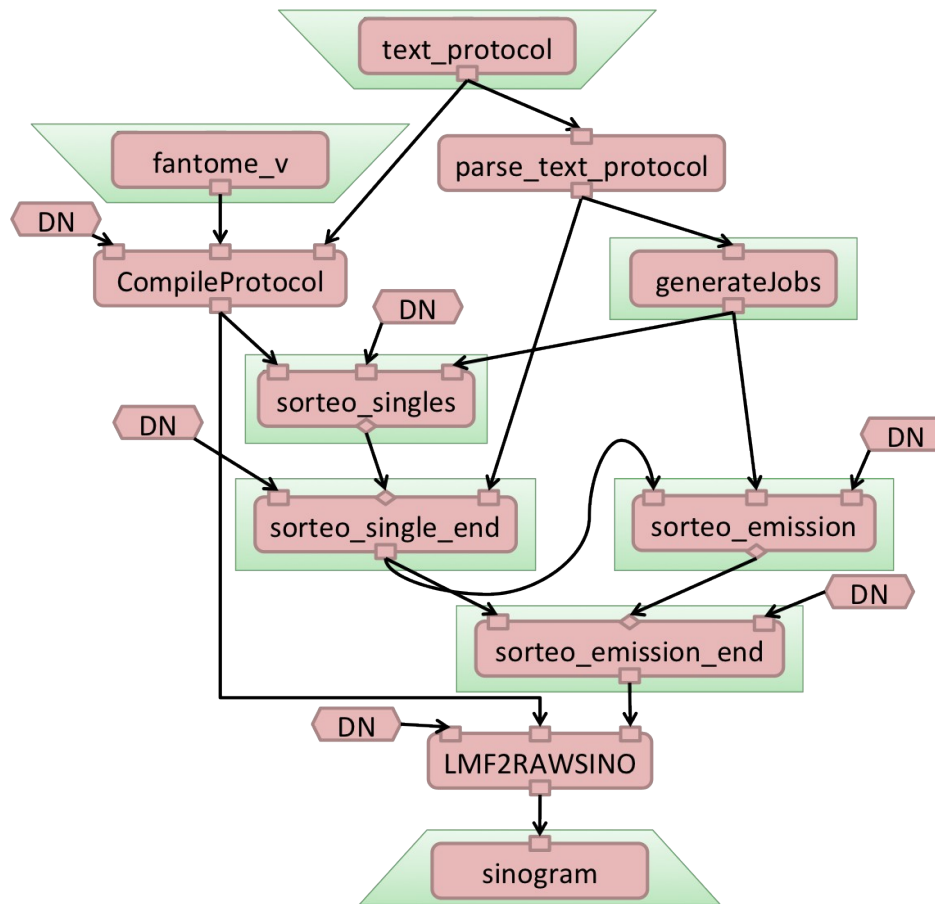 text_protocol
fantome_v
parse_text_protocol
DN
CompileProtocol
generateJobs
DN
sorteo_singles
DN
DN
sorteo_single_end
sorteo_emission
DN
sorteo_emission_end
DN
LMF2RAWSINO
sinogram